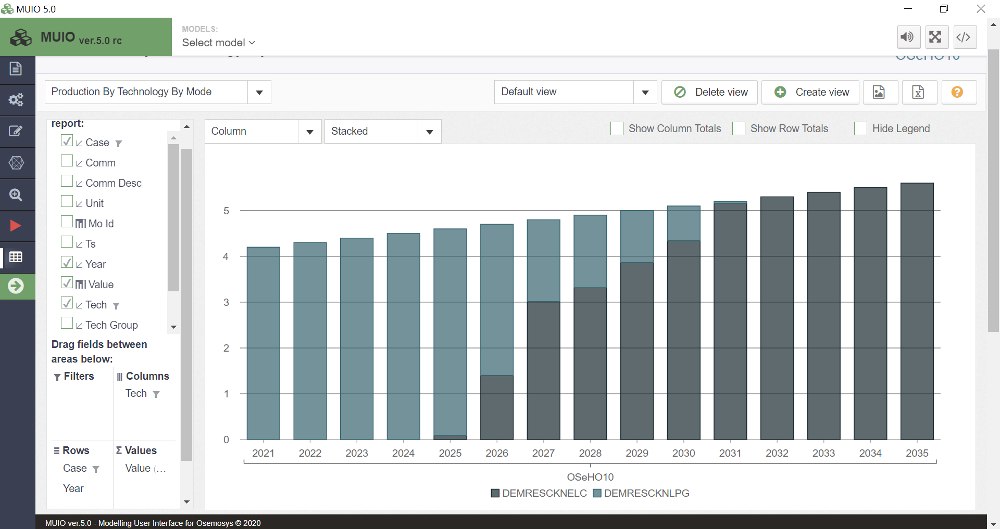 MUIO 5.0
MUIO ver.5.0 rc
MODELS:
Select model
Production By Technology By Mode
Default view
Delete view
Create view
report:
Case
Comm
Comm Desc
Unit
Mo Id
Ts
Year
Value
Tech
Tech Group
Drag fields between
areas below:
Filters
Columns
Tech
Rows
Values
Case
Value (...
Year
Column
Stacked
Show Column Totals
Show Row Totals
Hide Legend
5
4
3
2
1
0
2021 2022 2023 2024 2025 2026 2027 2028 2029 2030 2031 2032 2033 2034 2035
OSeHO10
DEMRESCKNELC DEMRESCKNLPG
MUIO ver.5.0 - Modelling User Interface for Osemosys © 2020